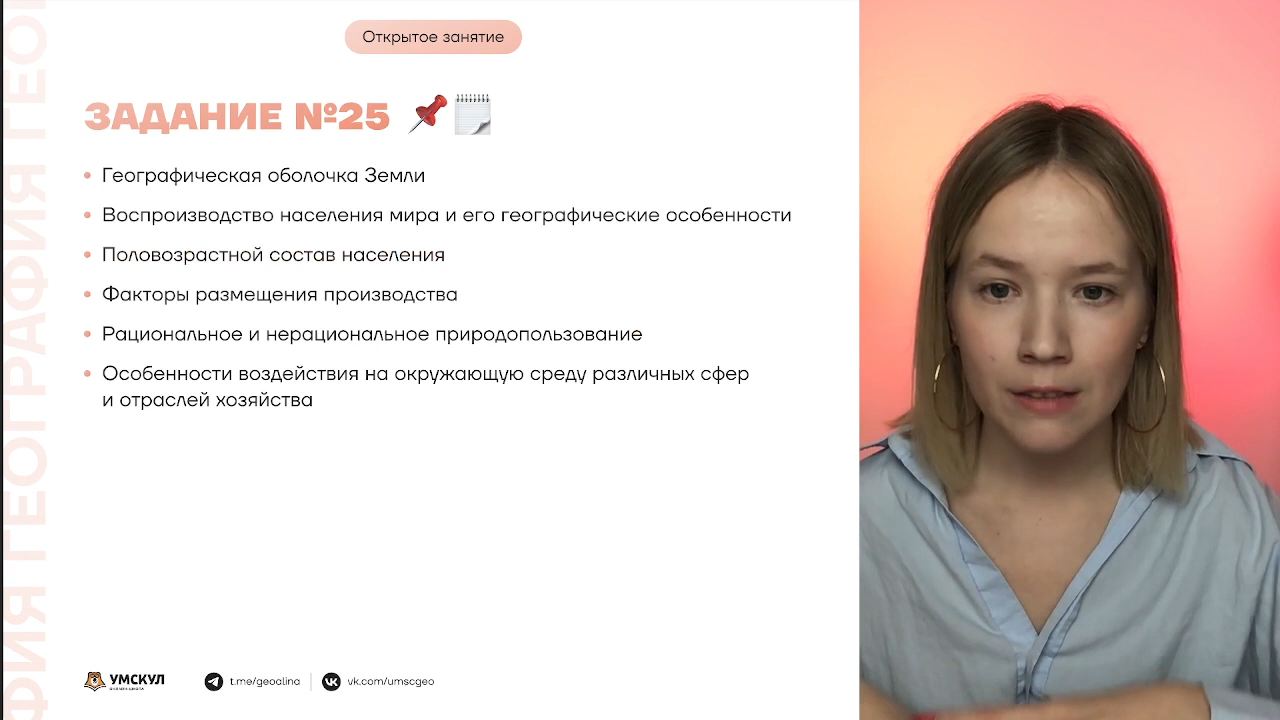 Открытое занятие
ЗАДАНИЕ №25
Географическая оболочка Земли
Воспроизводство населения мира и его географические особенности
Половозрастной состав населения
Факторы размещения производства
Рациональное и нерациональное природопользование
Особенности воздействия на окружающую среду различных сфер
и отраслей хозяйства
УМСКУЛ
ОНЛАЙН-ШКОЛА
t.me/geoalina
vk.com/umscgeo
ФИЯ ГЕОГРАФИЯ ГЕО